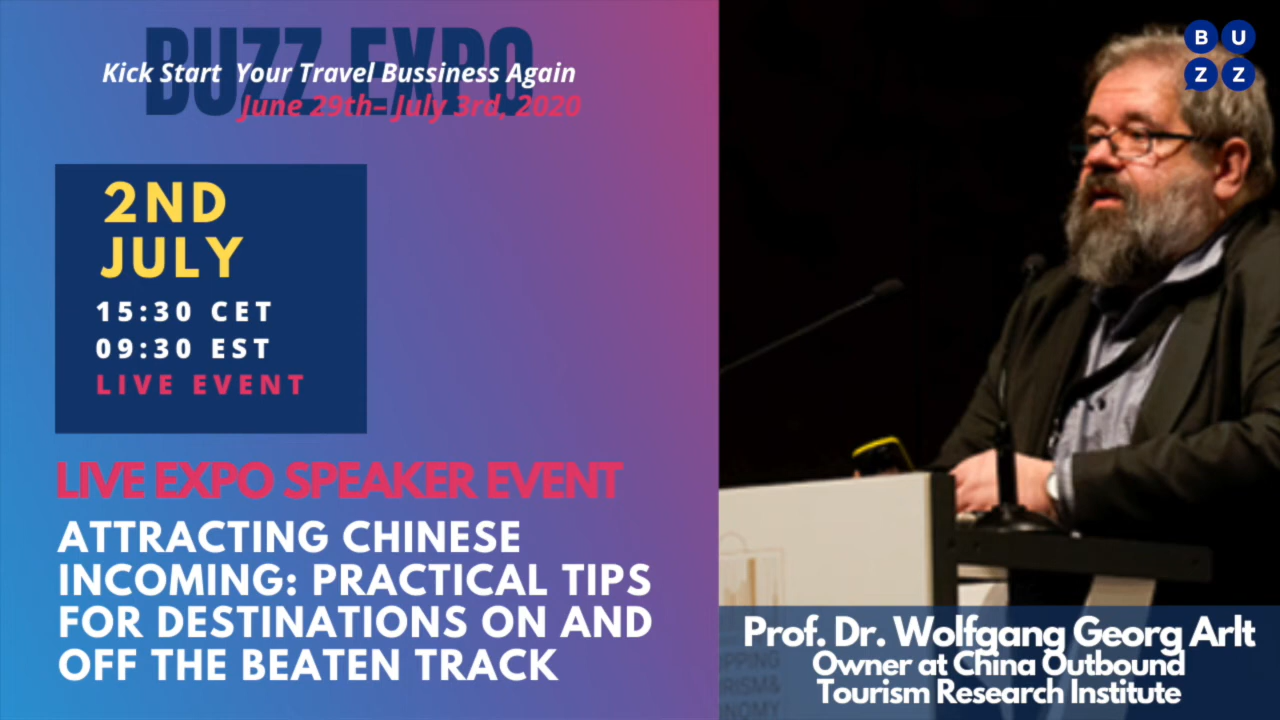 BUZZ EXPO
Kick Start Your Travel Bussiness Again
June 29th– July 3rd, 2020
2ND
JULY
15:30 CET
09:30 EST
LIVE EVENT
LIVE EXPO SPEAKER EVENT
ATTRACTING CHINESE
INCOMING: PRACTICAL TIPS
FOR DESTINATIONS ON AND
OFF THE BEATEN TRACK
B U
Z Z
Prof. Dr. Wolfgang Georg Arlt
Owner at China Outbound
Tourism Research Institute